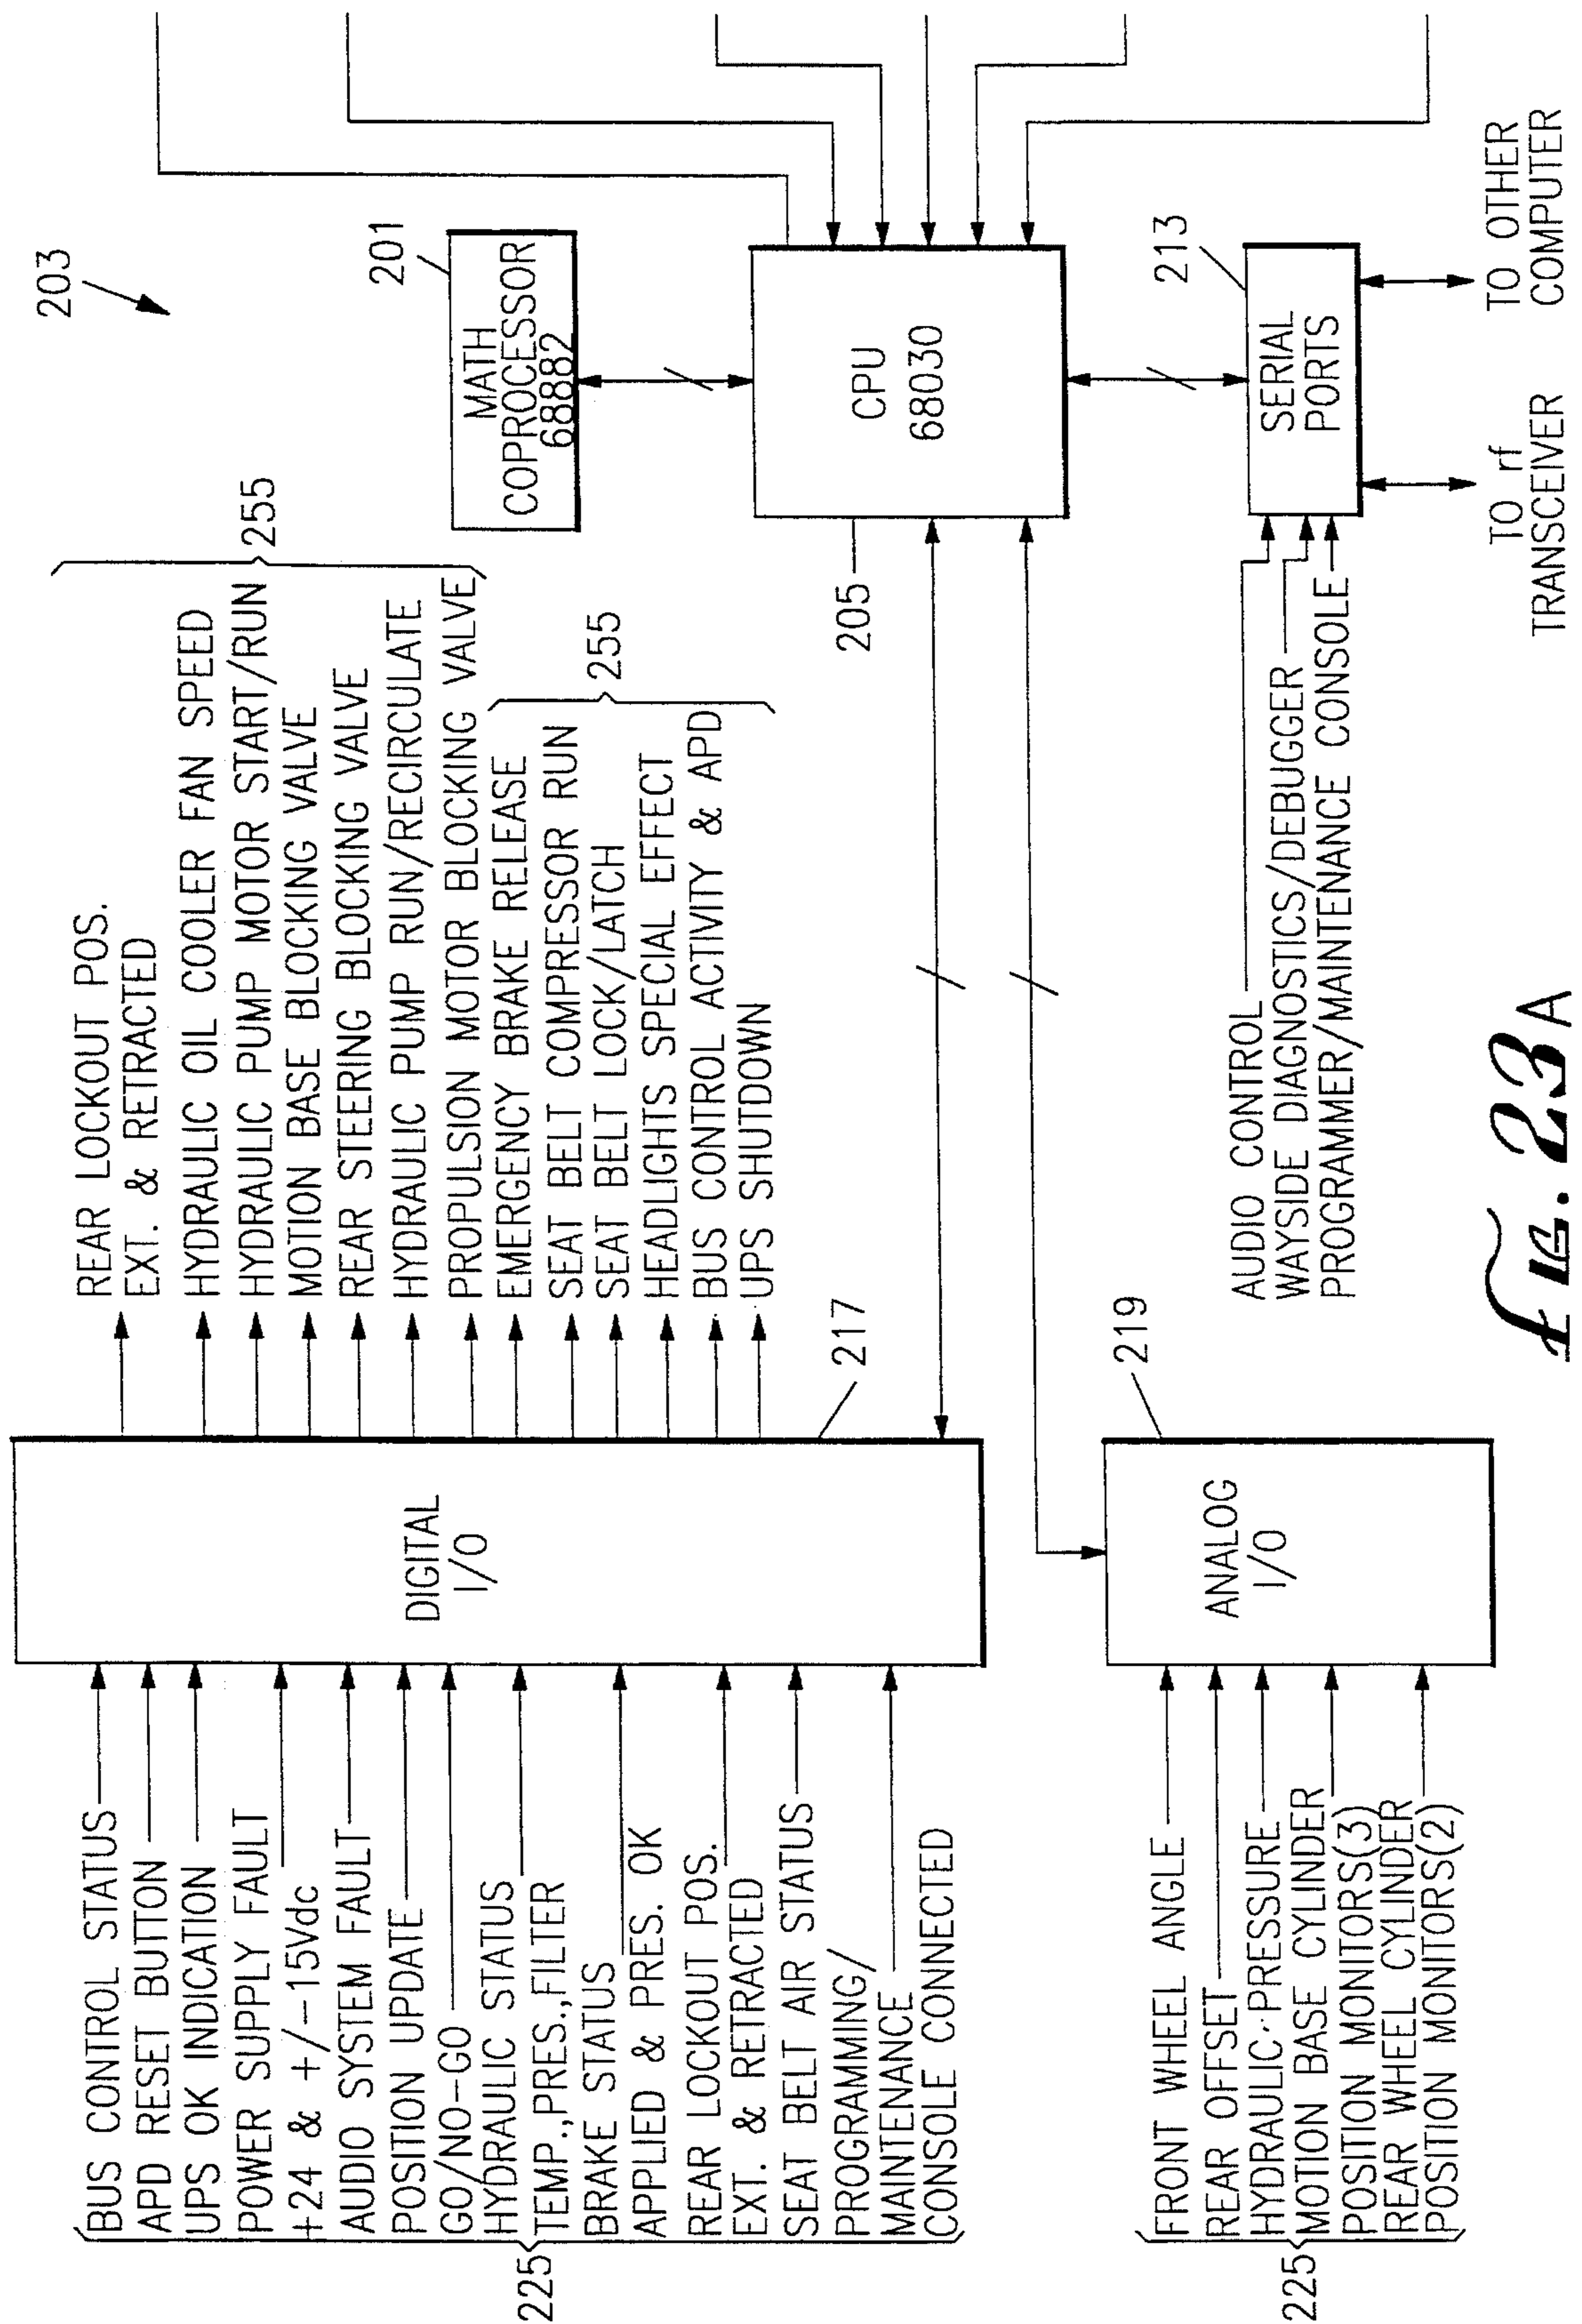 203
BUS CONTROL STATUS
APD RESET BUTTON
UPS OK INDICATION
POWER SUPPLY FAULT
+24 & +/-15Vdc
AUDIO SYSTEM FAULT
POSITION UPDATE
GO/NO-GO
HYDRAULIC STATUS
TEMP.,PRES.,FILTER
BRAKE STATUS
APPLIED & PRES. OK
REAR LOCKOUT POS.
EXT. & RETRACTED
SEAT BELT AIR STATUS
PROGRAMMING/
MAINTENANCE
CONSOLE CONNECTED
225
DIGITAL
I/O
217
REAR LOCKOUT POS.
EXT. & RETRACTED
HYDRAULIC OIL COOLER FAN SPEED
HYDRAULIC PUMP MOTOR START/RUN
MOTION BASE BLOCKING VALVE
REAR STEERING BLOCKING VALVE
HYDRAULIC PUMP RUN/RECIRCULATE
PROPULSION MOTOR BLOCKING VALVE
255
EMERGENCY BRAKE RELEASE
SEAT BELT COMPRESSOR RUN
SEAT BELT LOCK/LATCH
HEADLIGHTS SPECIAL EFFECT
BUS CONTROL ACTIVITY & APD
UPS SHUTDOWN
255
MATH
COPROCESSOR
68882
201
CPU
68030
205
FRONT WHEEL ANGLE
REAR OFFSET
HYDRAULIC PRESSURE
MOTION BASE CYLINDER
POSITION MONITORS(3)
REAR WHEEL CYLINDER
POSITION MONITORS(2)
225
ANALOG
I/O
219
AUDIO CONTROL
WAYSIDE DIAGNOSTICS/DEBUGGER
PROGRAMMER/MAINTENANCE CONSOLE
SERIAL
PORTS
213
TO rf
TRANSCEIVER
TO OTHER
COMPUTER
FIG. 23A